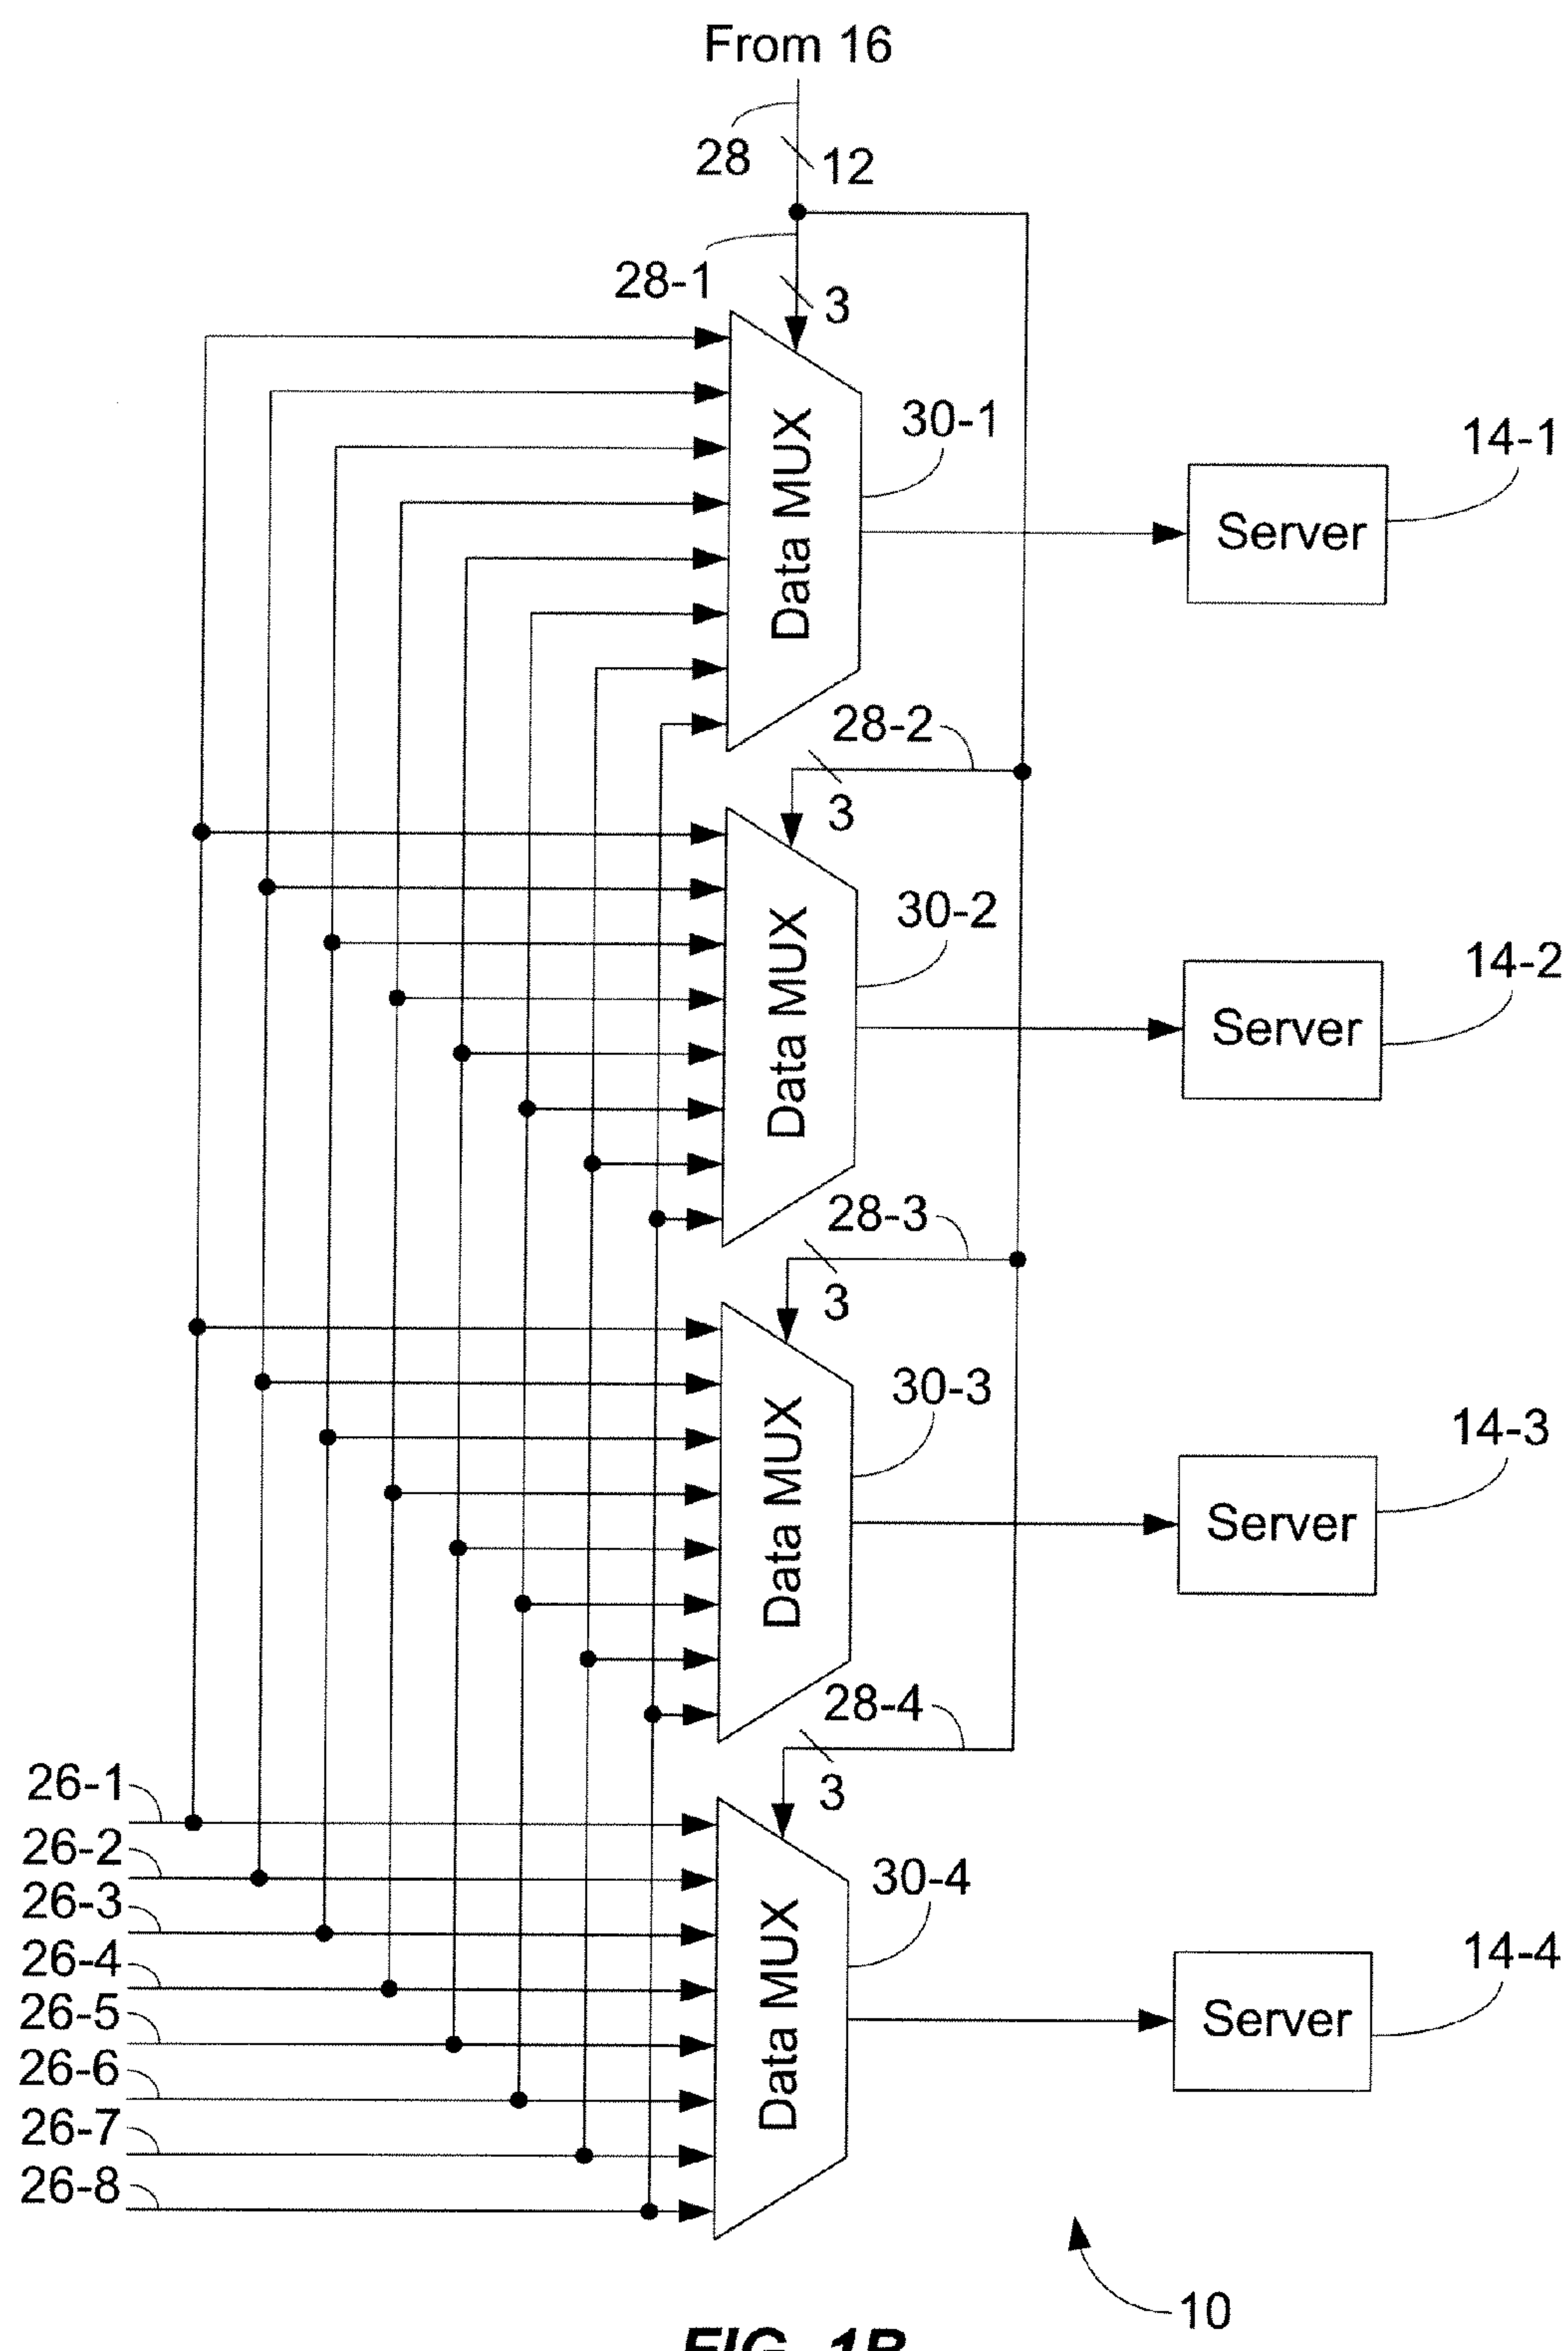 From 16
28
12
28-1
3
30-1
14-1
Data MUX
Server
28-2
3
30-2
14-2
Data MUX
Server
28-3
3
30-3
14-3
Data MUX
Server
28-4
3
26-1
26-2
26-3
26-4
26-5
26-6
26-7
26-8
30-4
14-4
Data MUX
Server
10
FIG. 1B